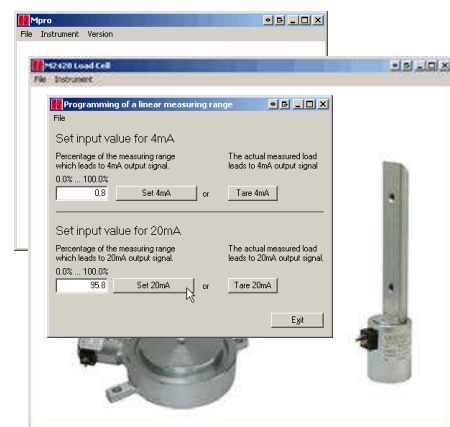 Mpro
File Instrument Version
M2420 Load Cell
File Instrument
Programming of a linear measuring range
File
Set input value for 4mA
Percentage of the measuring range
which leads to 4mA output signal.
The actual measured load
leads to 4mA output signal
0.0% ... 100.0%
0.8 Set 4mA or Tare 4mA
Set input value for 20mA
Percentage of the measuring range
which leads to 20mA output signal.
The actual measured load
leads to 20mA output signal.
0.0% ... 100.0%
95.8 Set 20mA or Tare 20mA
Exit